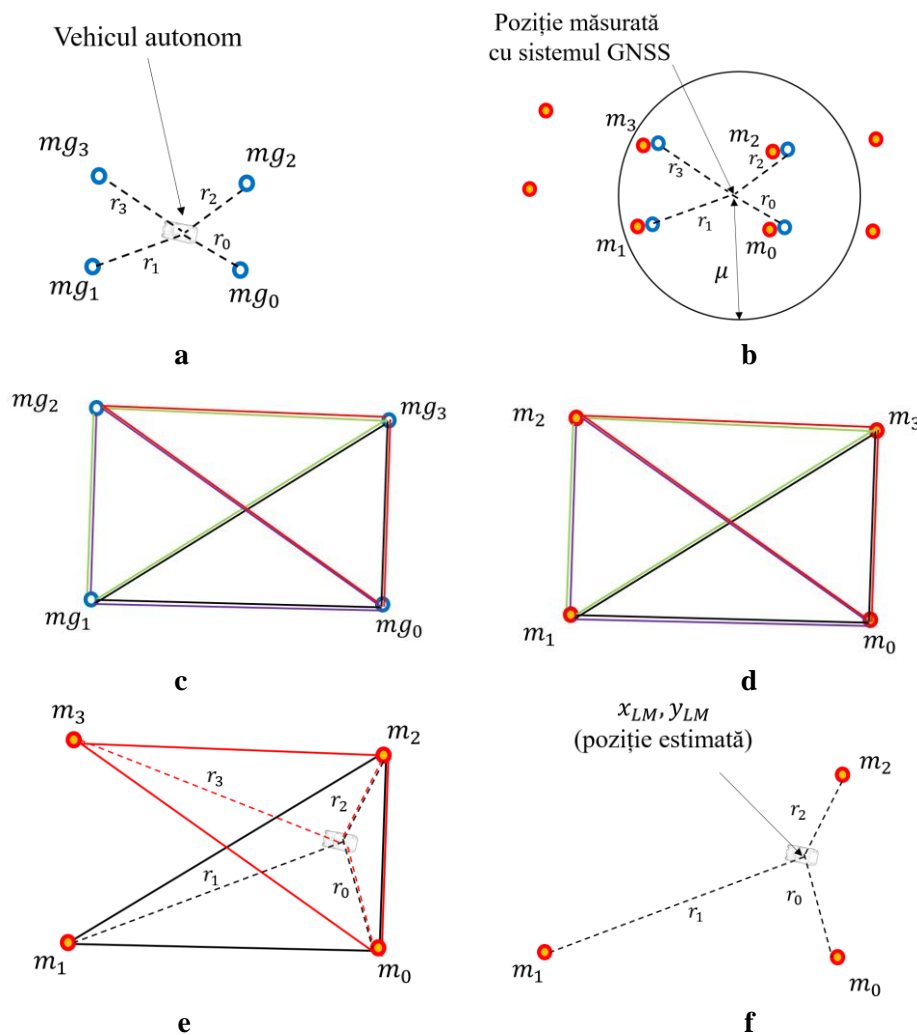 Vehicul autonom
mg₃
mg₂
r₃
r₂
r₁
r₀
mg₁
mg₀
a
Poziție măsurată
cu sistemul GNSS
m₃
m₂
r₃
r₂
r₁
r₀
m₁
m₀
μ
b
mg₂
mg₃
mg₁
mg₀
c
m₂
m₃
m₁
m₀
d
m₃
m₂
r₃
r₂
r₁
r₀
m₁
m₀
e
x_LM, y_LM
(poziție estimată)
m₂
r₂
r₁
r₀
m₁
m₀
f